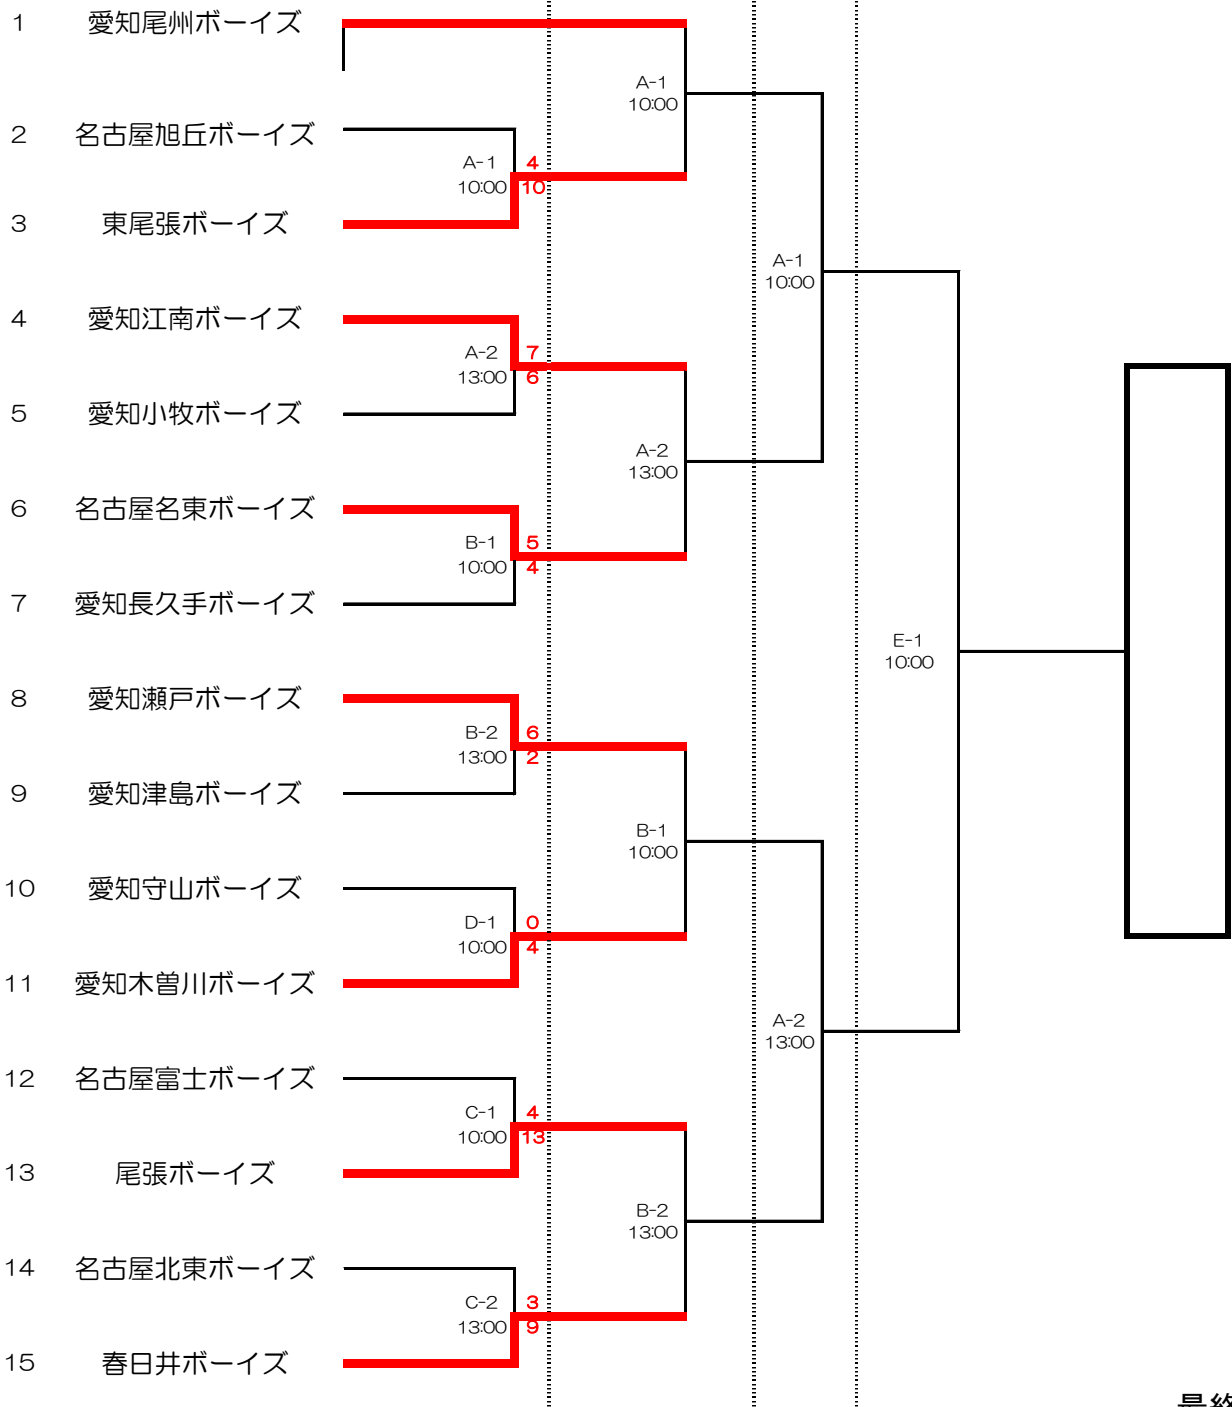 1 愛知尾州ボーイズ
A-1
10:00
2 名古屋旭丘ボーイズ
A-1 4
10:00 10
3 東尾張ボーイズ
A-1
10:00
4 愛知江南ボーイズ
A-2 7
13:00 6
5 愛知小牧ボーイズ
A-2
13:00
6 名古屋名東ボーイズ
B-1 5
10:00 4
7 愛知長久手ボーイズ
E-1
10:00
8 愛知瀬戸ボーイズ
B-2 6
13:00 2
9 愛知津島ボーイズ
B-1
10:00
10 愛知守山ボーイズ
D-1 0
10:00 4
11 愛知木曽川ボーイズ
A-2
13:00
12 名古屋富士ボーイズ
C-1 4
10:00 13
13 尾張ボーイズ
B-2
13:00
14 名古屋北東ボーイズ
C-2 3
13:00 9
15 春日井ボーイズ